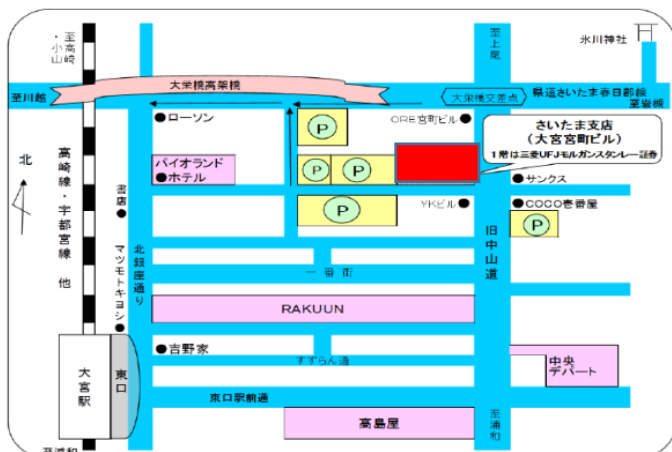 至高崎
・小山
至上尾
氷川神社
大栄橋高架橋
至川越
大栄橋交差点
県道さいたま春日部線
至岩槻
ローソン
P
ORE宮町ビル
さいたま支店
(大宮宮町ビル)
1階は三菱UFJモルガンスタンレー証券
北
高崎線・宇都宮線 他
バイオランド
ホテル
P
P
サンクス
書店
P
YKビル
COCO壱番屋
P
北銀座通り
一番街
旧中山道
マツモトキヨシ
RAKUUN
吉野家
すずらん通
大宮駅
東口
中央
デパート
東口駅前通
高島屋
至浦和
至浦和